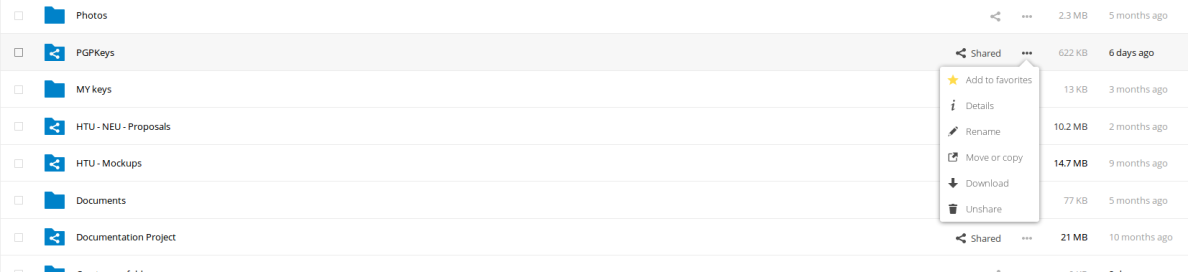 Photos 2.3 MB 5 months ago
PGPKeys Shared 622 KB 6 days ago
Add to favorites
MY keys 13 KB 3 months ago
Details
HTU - NEU - Proposals 10.2 MB 2 months ago
Rename
HTU - Mockups 14.7 MB 9 months ago
Move or copy
Download
Documents 77 KB 5 months ago
Unshare
Documentation Project Shared 21 MB 10 months ago